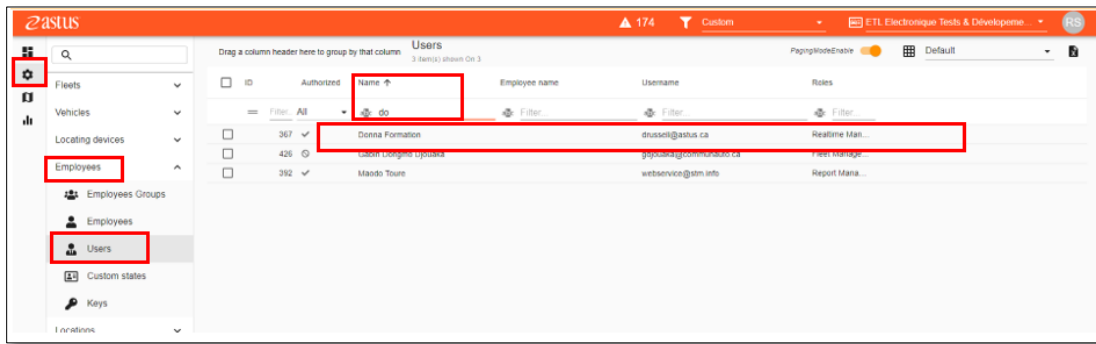 astus
174
Custom
ETL Electronique Tests & Développeme...
RS
Drag a column header here to group by that column
Users
3 item(s) shown On 3
PagingModeEnable
Default
Fleets
Vehicles
Locating devices
Employees
Employees Groups
Employees
Users
Custom states
Keys
Locations
ID Authorized Name Employee name Username Roles
Filter... All do Filter... Filter... Filter...
367 Donna Formation drussell@astus.ca Realtime Man...
426 Gabin Dongmo Djouaka gdjouaka@communauto.ca Fleet Manage...
392 Maodo Toure webservice@stm.info Report Mana...